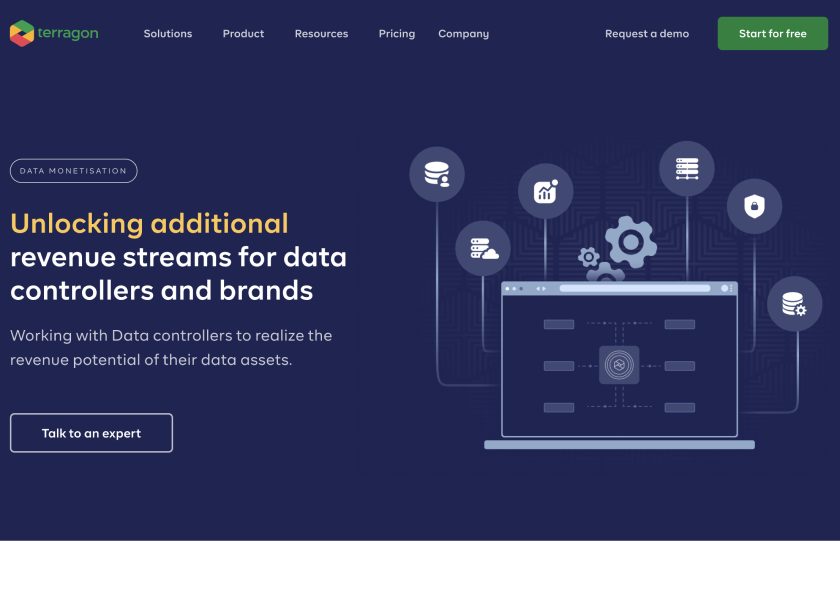 terragon
Solutions
Product
Resources
Pricing
Company
Request a demo
Start for free
DATA MONETISATION
Unlocking additional
revenue streams for data
controllers and brands
Working with Data controllers to realize the
revenue potential of their data assets.
Talk to an expert